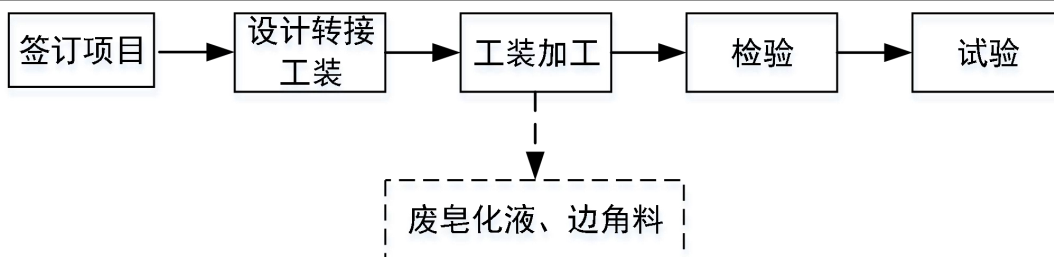 签订项目
设计转接
工装
工装加工
检验
试验
废皂化液、边角料